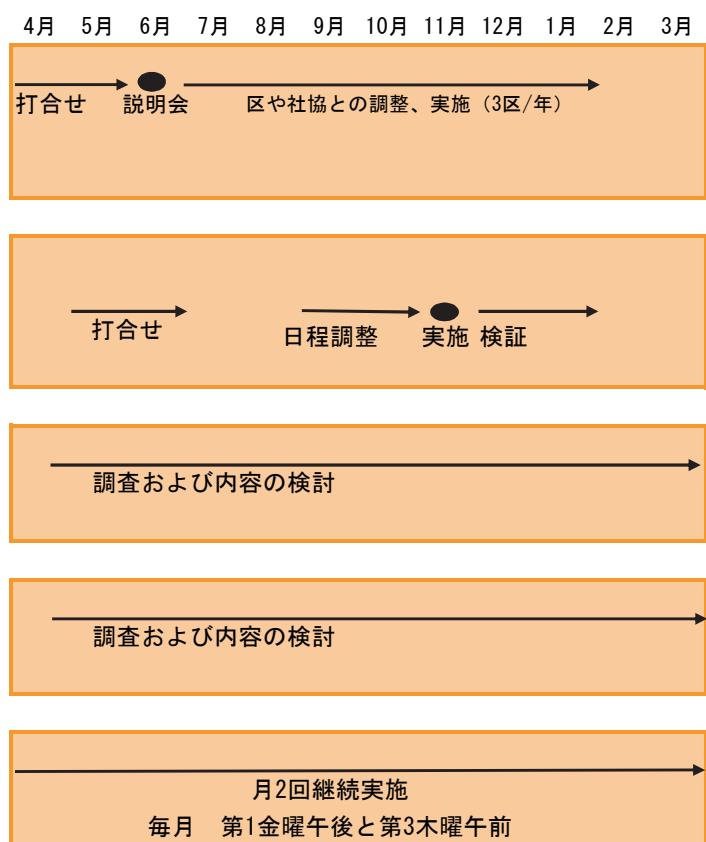 4月 5月 6月 7月 8月 9月 10月 11月 12月 1月 2月 3月
打合せ 説明会 区や社協との調整、実施（3区/年）
打合せ 日程調整 実施 検証
調査および内容の検討
調査および内容の検討
月2回継続実施
毎月　第1金曜午後と第3木曜午前